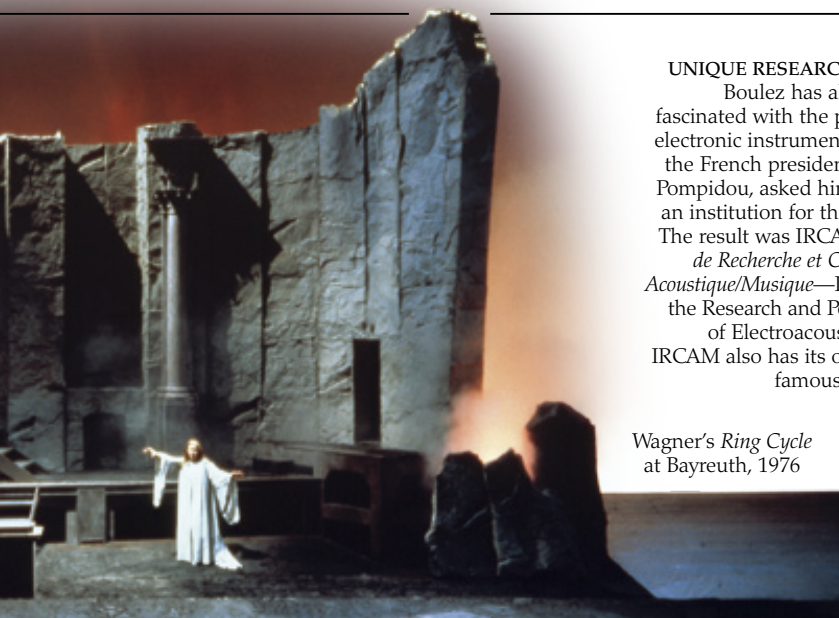 UNIQUE RESEARC
Boulez has a
fascinated with the p
electronic instrumen
the French presiden
Pompidou, asked hi
an institution for th
The result was IRCA
de Recherche et C
Acoustique/Musique—I
the Research and P
of Electroacous
IRCAM also has its o
famous
Wagner's Ring Cycle
at Bayreuth, 1976